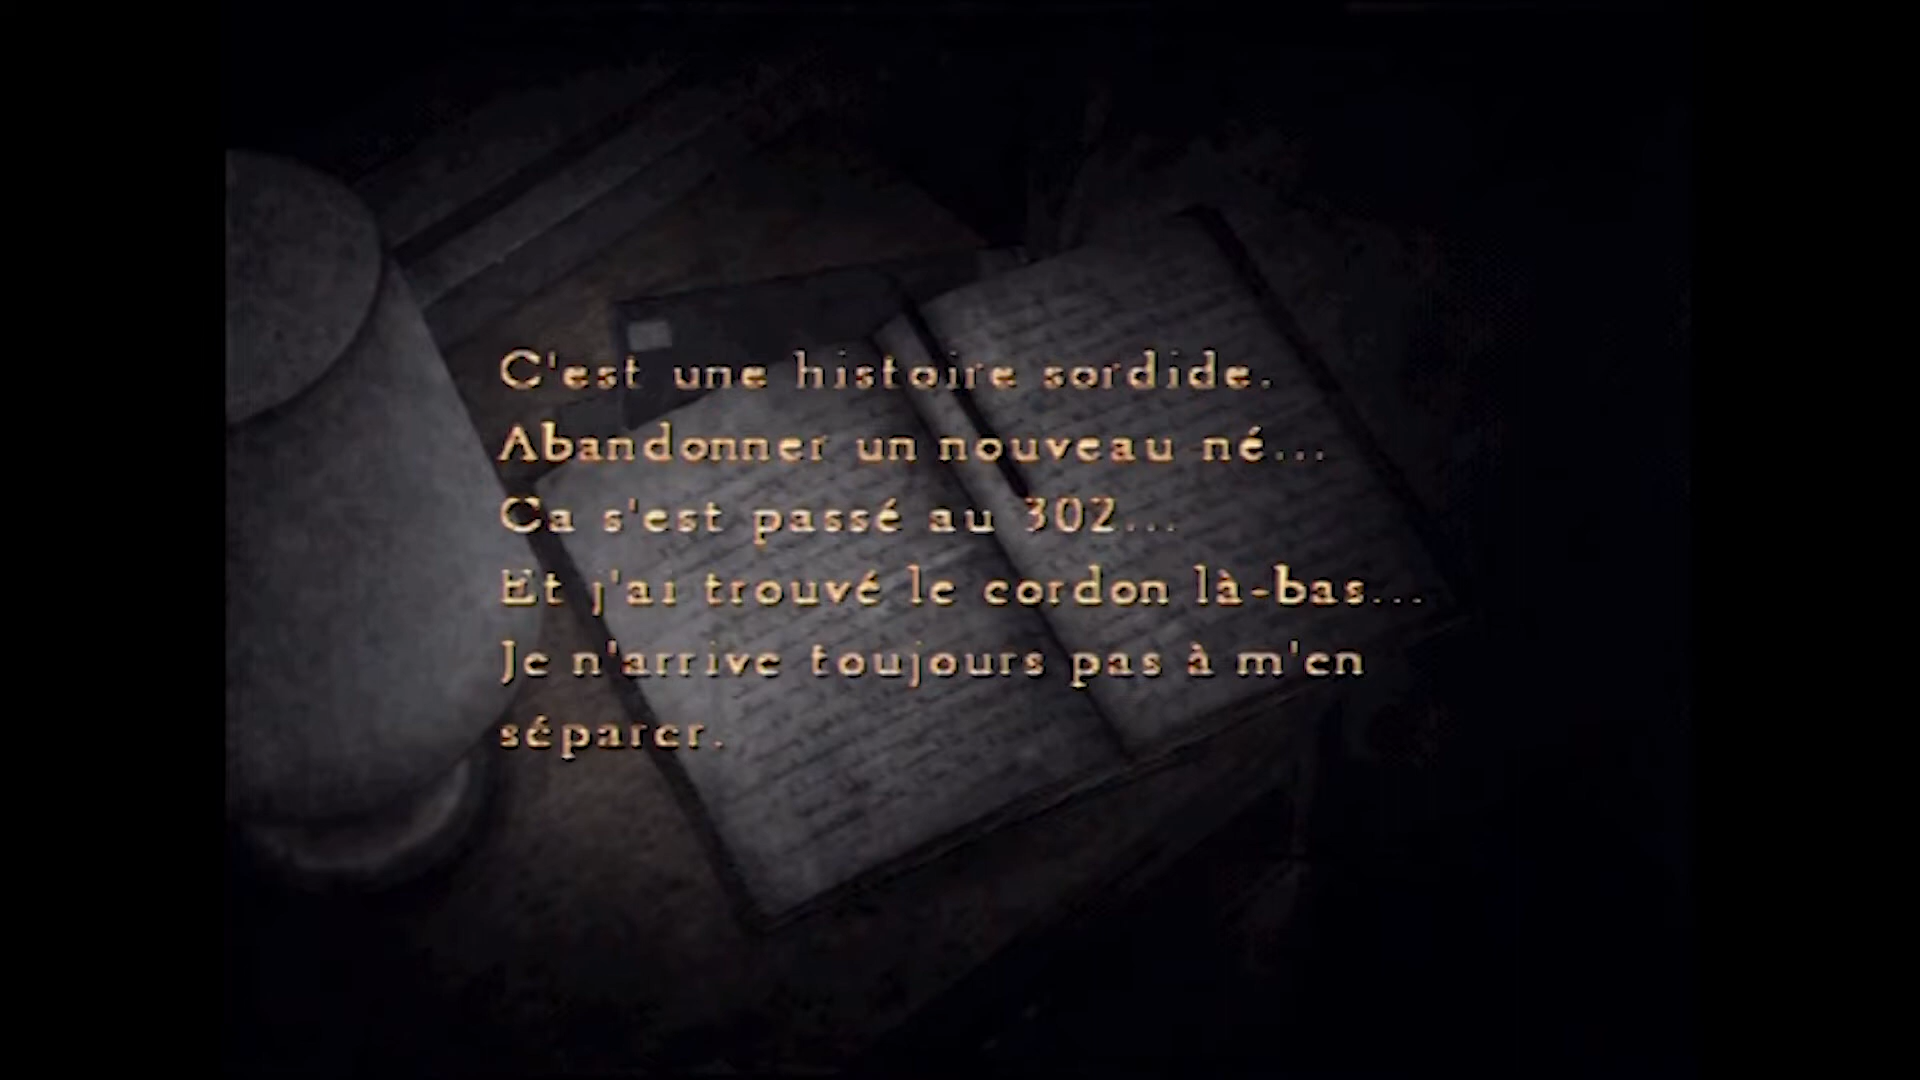 C'est une histoire sordide.
Abandonner un nouveau né...
Ca s'est passé au 302...
Et j'ai trouvé le cordon là-bas...
Je n'arrive toujours pas à m'en
séparer.